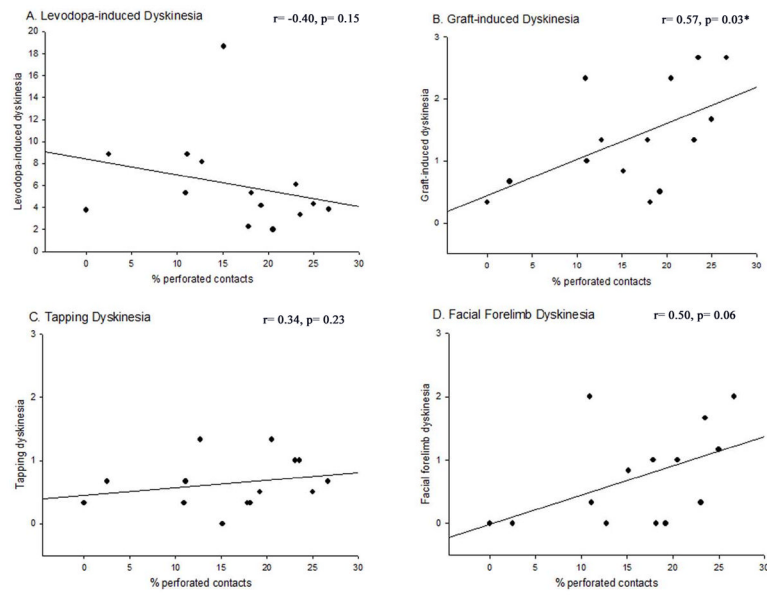 A. Levodopa-induced Dyskinesia
r= -0.40, p= 0.15
20
18
16
14
12
10
8
6
4
2
0
Levodopa-induced dyskinesia
0 5 10 15 20 25 30
% perforated contacts
B. Graft-induced Dyskinesia
r= 0.57, p= 0.03*
3
2
1
0
Graft-induced dyskinesia
0 5 10 15 20 25 30
% perforated contacts
C. Tapping Dyskinesia
r= 0.34, p= 0.23
3
2
1
0
Tapping dyskinesia
0 5 10 15 20 25 30
% perforated contacts
D. Facial Forelimb Dyskinesia
r= 0.50, p= 0.06
3
2
1
0
Facial forelimb dyskinesia
0 5 10 15 20 25 30
% perforated contacts